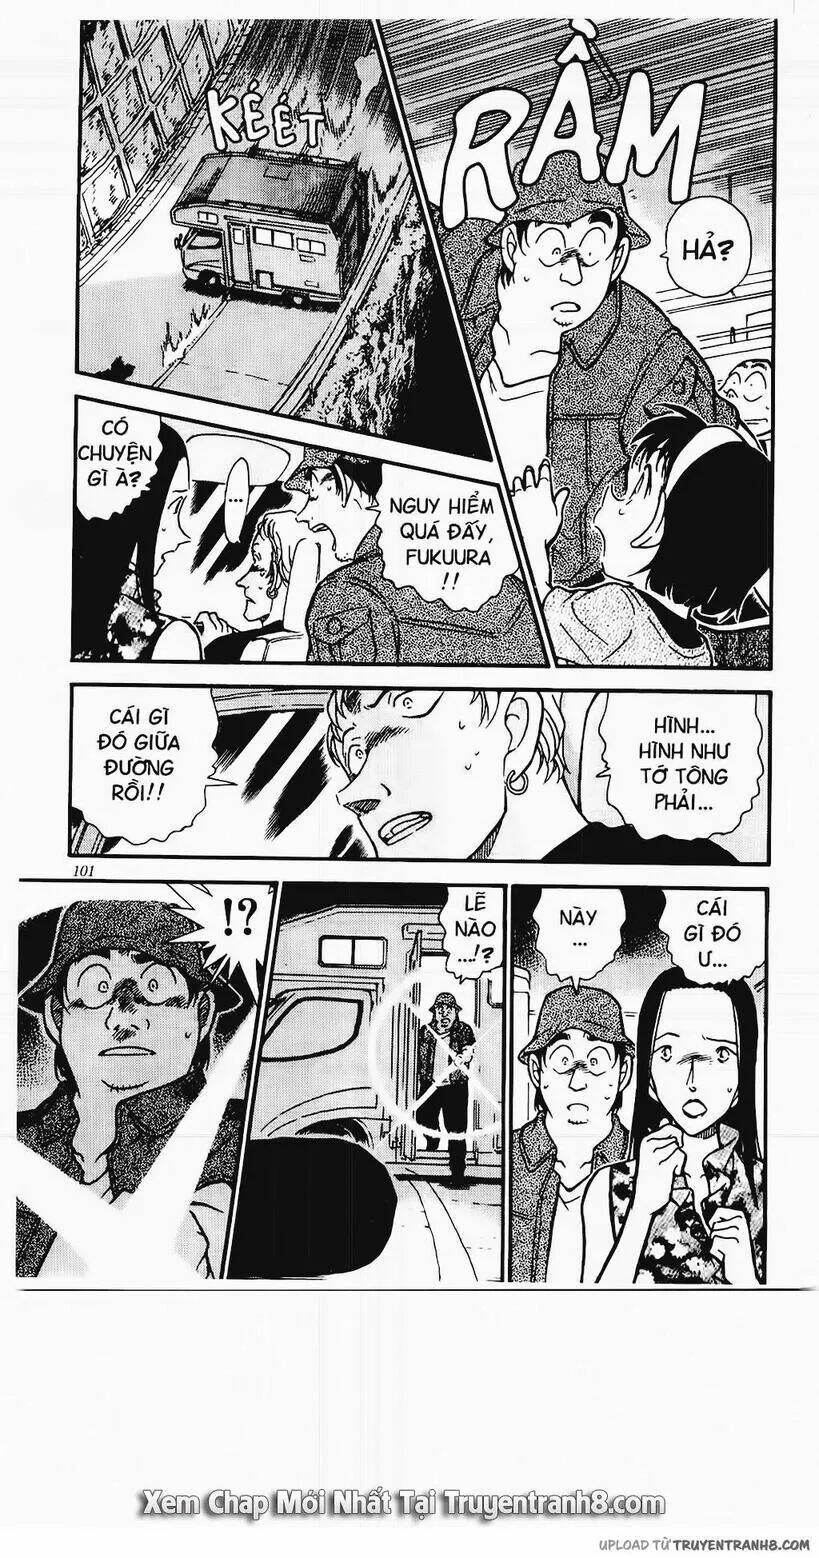 RẦM
HẢ?
KÉÉT
NGUY HIỂM
QUÁ ĐẤY,
FUKUURA
!!
...
CÓ
CHUYỆN
GÌ À?
HÌNH...
HÌNH NHƯ
TỚ TÔNG
PHẢI...
CÁI GÌ
ĐÓ GIỮA
ĐƯỜNG
RỒI!!
101
CÁI
GÌ ĐÓ
Ư...
NÀY
...
LẼ
NÀO
...!?
!?
Xem Chap Mới Nhất Tại Truyentranh8.com
UPLOAD TỪ TRUYENTRANH8.COM